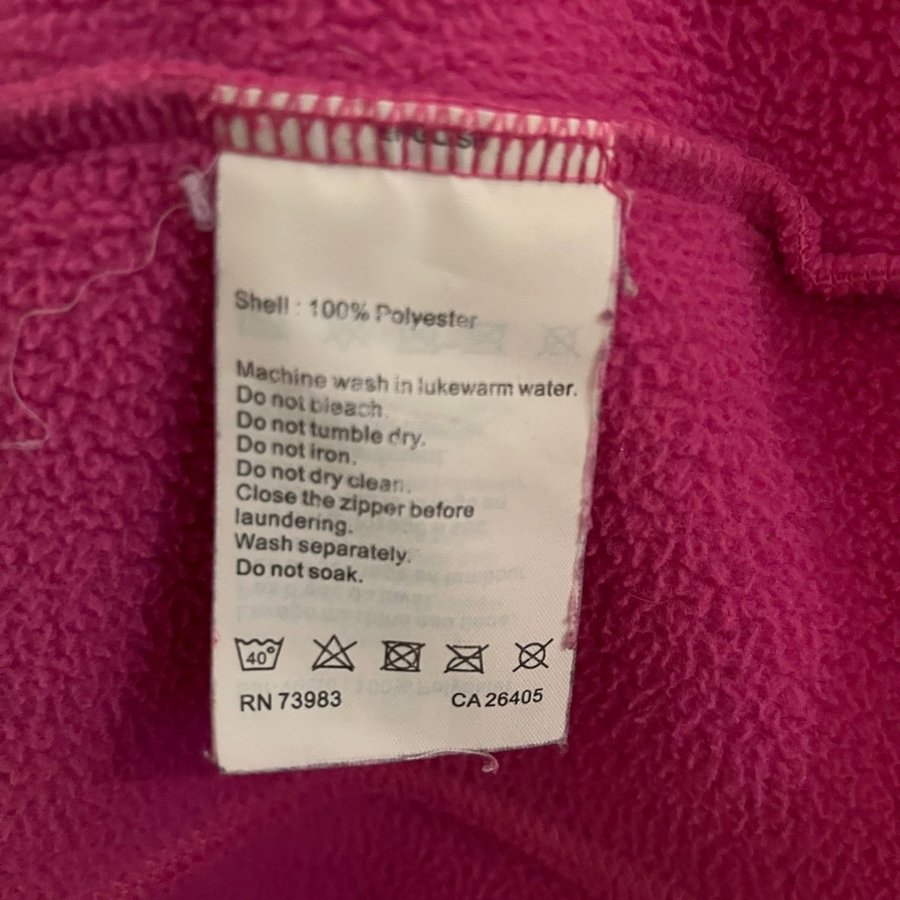 Shell : 100% Polyester
Machine wash in lukewarm water.
Do not bleach.
Do not tumble dry.
Do not iron.
Do not dry clean.
Close the zipper before
laundering.
Wash separately.
Do not soak.
40°
RN 73983 CA 26405